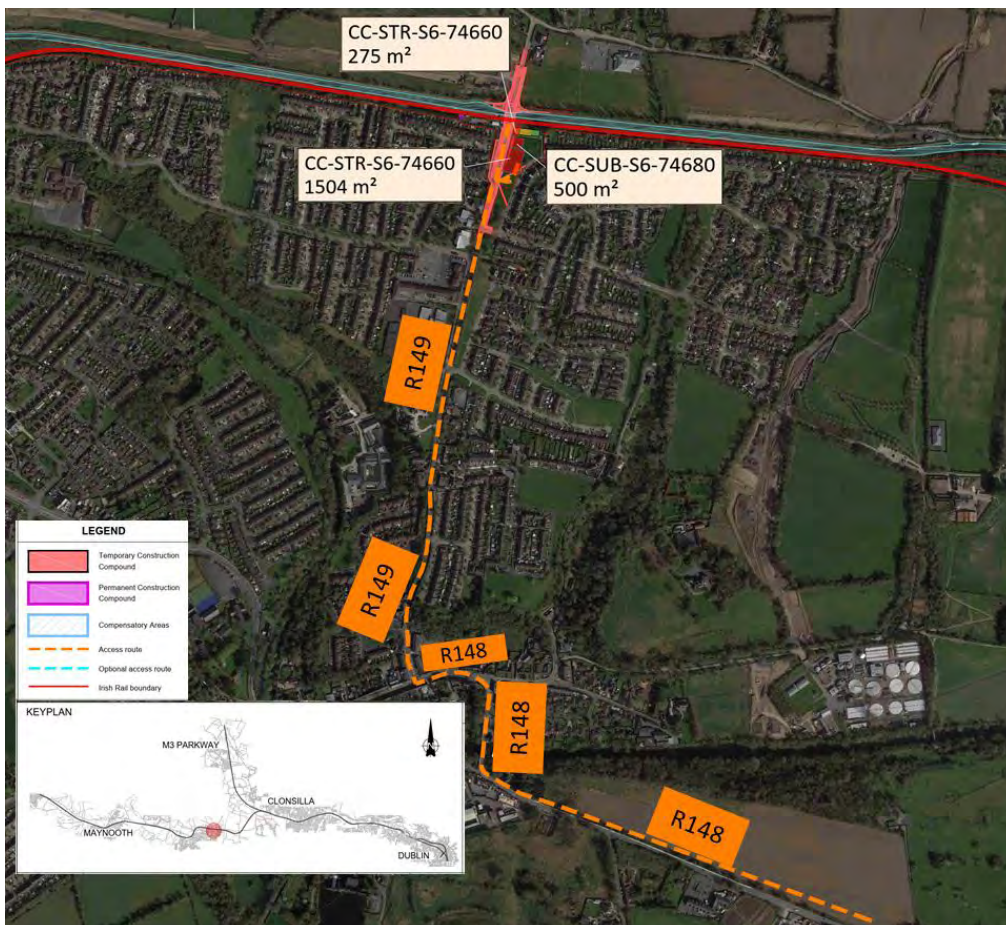 CC-STR-S6-74660
275 m²
CC-STR-S6-74660
1504 m²
CC-SUB-S6-74680
500 m²
R149
R149
R148
R148
R148
LEGEND
Temporary Construction
Compound
Permanent Construction
Compound
Compensatory Areas
Access route
Optional access route
Irish Rail boundary
KEYPLAN
M3 PARKWAY
CLONSILLA
MAYNOOTH
DUBLIN